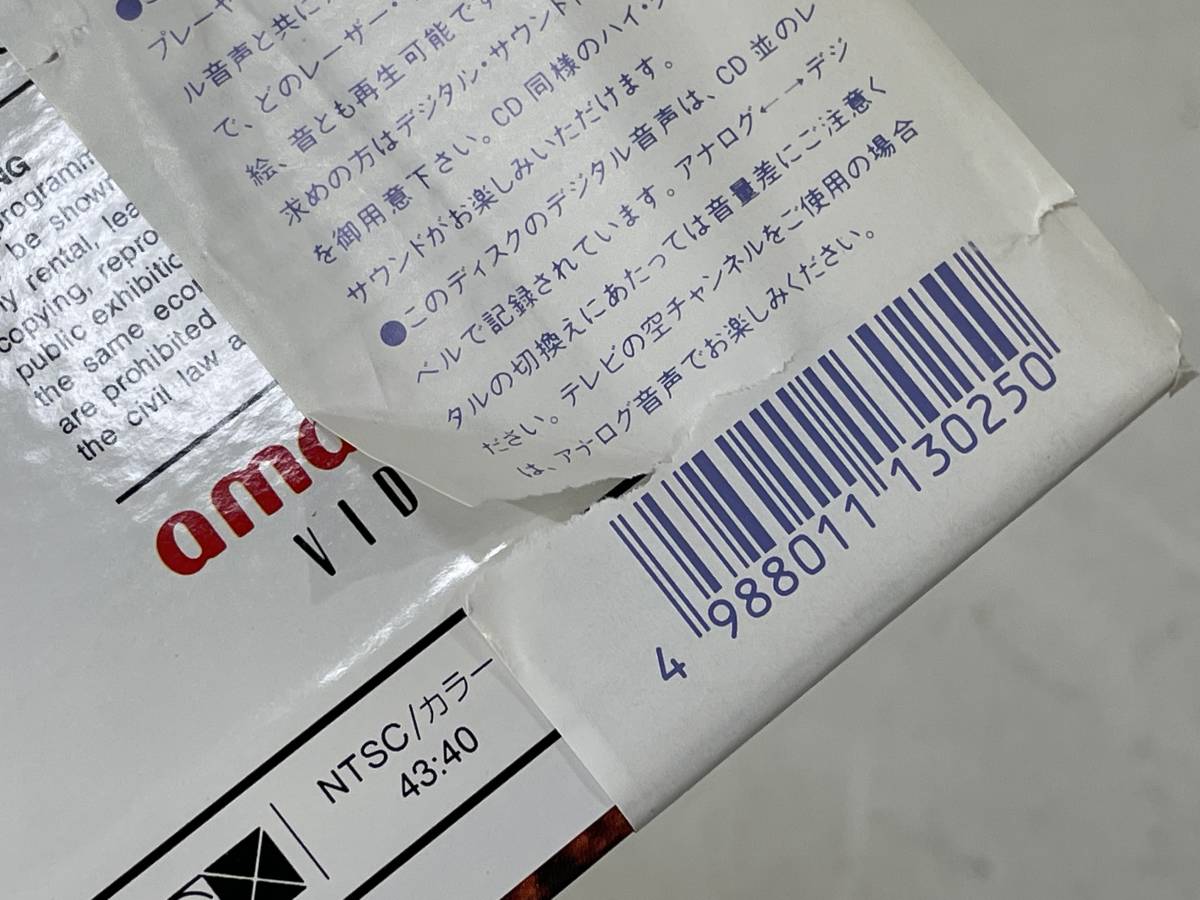 プレーヤ
ル音声と共に
で、どのレーザー・
絵、音とも再生可能です
求めの方はデジタル・サウンド
を御用意下さい。CD同様のハイ・
サウンドがお楽しみいただけます。
●このディスクのデジタル音声は、CD並のレ
ベルで記録されています。アナログ←→デジ
タルの切換えにあたっては音量差にご注意く
ださい。テレビの空チャンネルをご使用の場合
は、アナログ音声でお楽しみください。
4 988011 130250
NG
programm
be shown
y rental, lea
copying, repro
public exhibitio
the same eco
are prohibited
the civil law a
ama
VID
NTSC/カラー
43:40